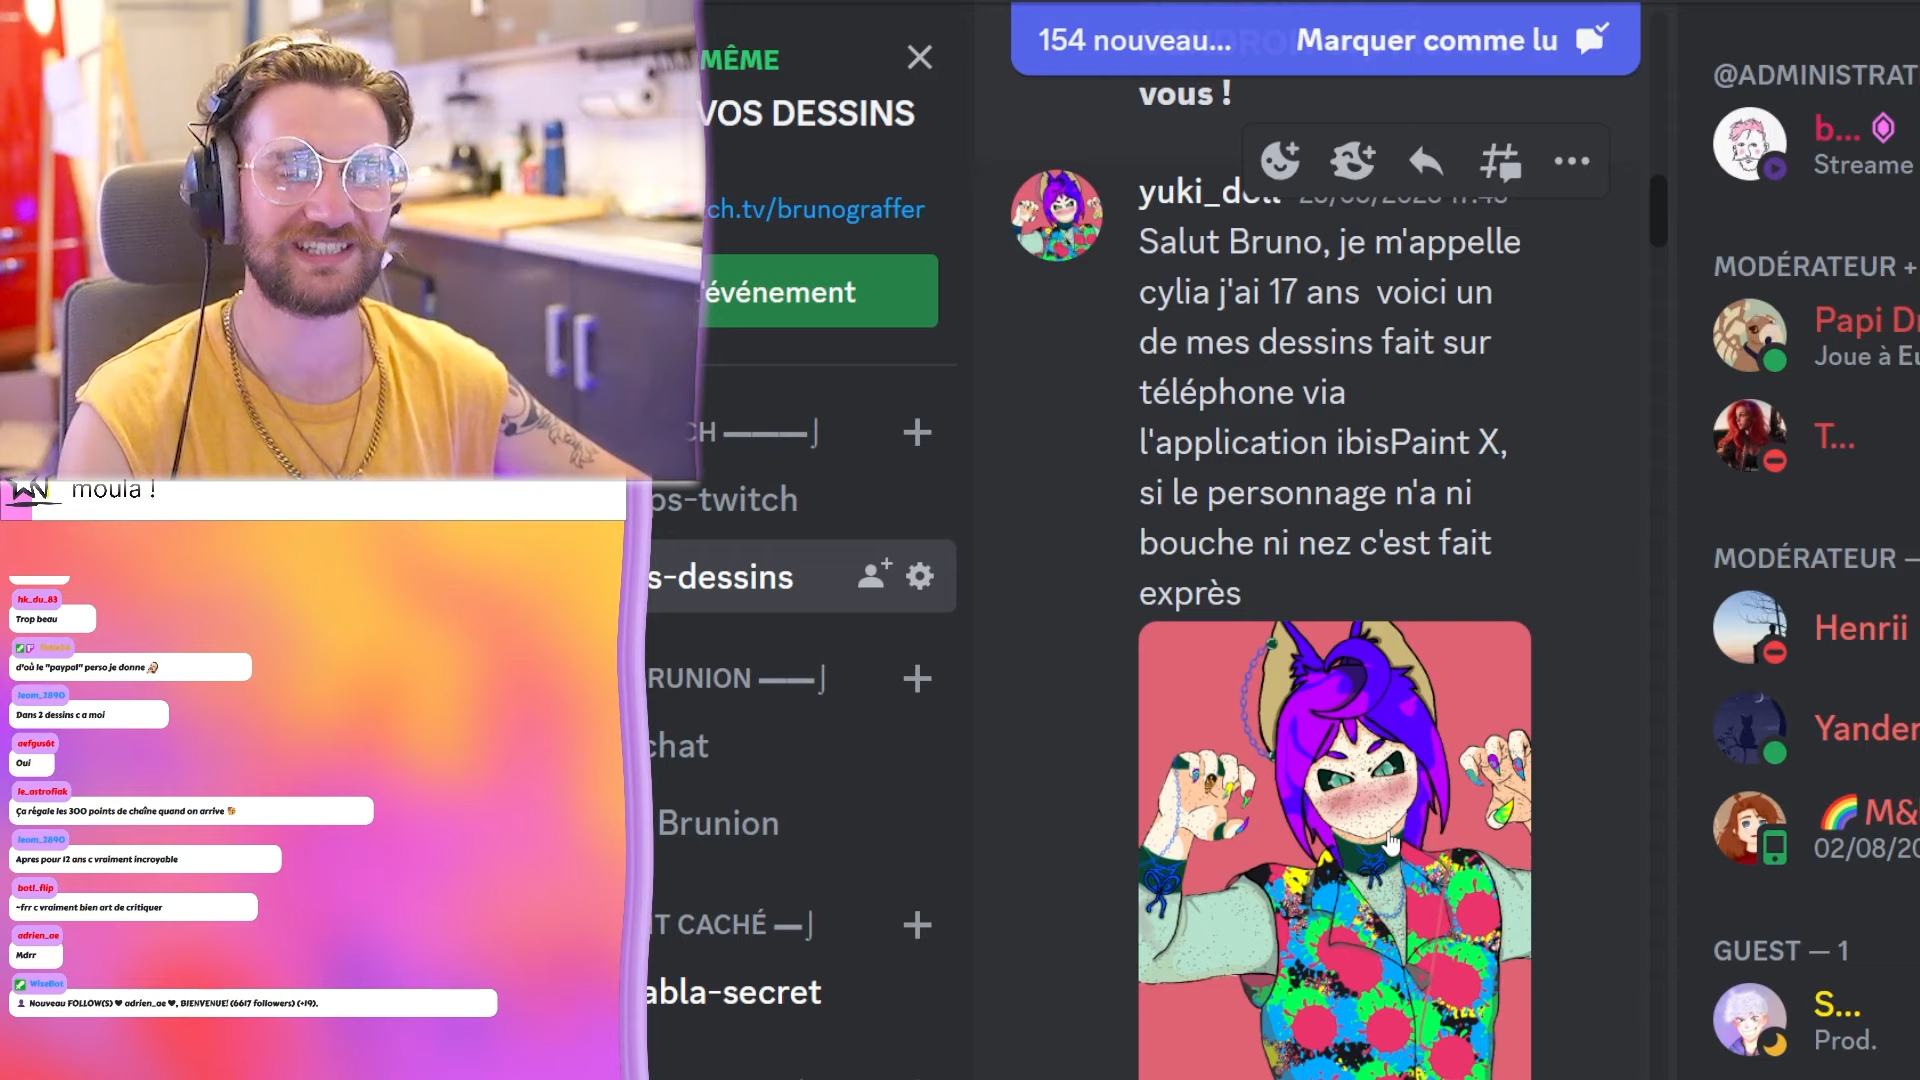 MÊME
VOS DESSINS
ch.tv/brunograffer
'événement
CH
ps-twitch
s-dessins
RUNION
chat
Brunion
T CACHÉ
abla-secret
moula !
hk_du_83
Trop beau
d'où le "paypal" perso je donne
leom_2890
Dans 2 dessins c a moi
aefgus6t
Oui
le_astrofiak
Ça régale les 300 points de chaîne quand on arrive
leom_2890
Apres pour 12 ans c vraiment incroyable
botl_flip
~frr c vraiment bien art de critiquer
adrien_ae
Mdrr
WizeBot
Nouveau FOLLOW(S) ♥ adrien_ae ♥, BIENVENUE! (6617 followers) (+19).
154 nouveau... Marquer comme lu
vous !
yuki_doll
Salut Bruno, je m'appelle
cylia j'ai 17 ans voici un
de mes dessins fait sur
téléphone via
l'application ibisPaint X,
si le personnage n'a ni
bouche ni nez c'est fait
exprès
@ADMINISTRAT
b...
Streame
MODÉRATEUR +
Papi Dr
Joue à Eu
T...
MODÉRATEUR —
Henrii
Yander
M&
02/08/20
GUEST — 1
S...
Prod.